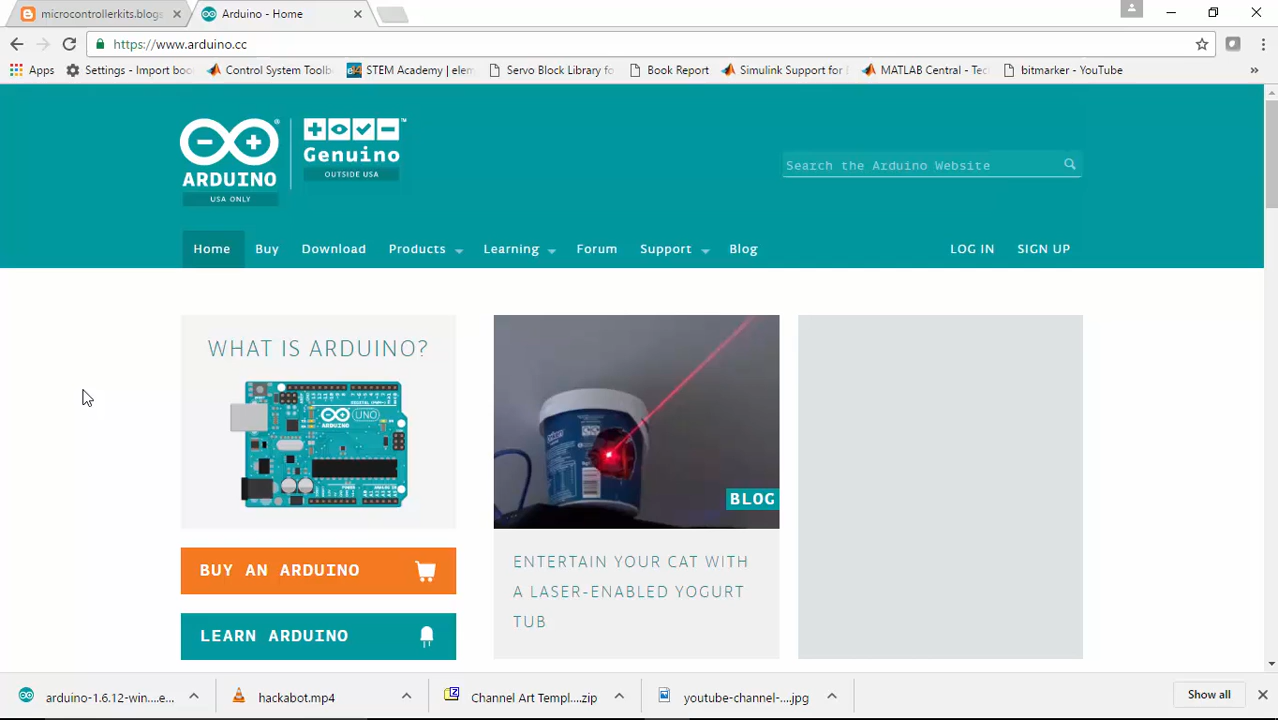 microcontrollerkits.blogs
Arduino - Home
https://www.arduino.cc
Apps
Settings - Import boo
Control System Toolb
STEM Academy | elem
Servo Block Library fo
Book Report
Simulink Support for
MATLAB Central - Tec
bitmarker - YouTube
»
ARDUINO
USA ONLY
Genuino
OUTSIDE USA
Search the Arduino Website
Home
Buy
Download
Products
Learning
Forum
Support
Blog
LOG IN
SIGN UP
WHAT IS ARDUINO?
UNO
ARDUINO
BLOG
BUY AN ARDUINO
ENTERTAIN YOUR CAT WITH
A LASER-ENABLED YOGURT
TUB
LEARN ARDUINO
arduino-1.6.12-win....e...
hackabot.mp4
Channel Art Templ....zip
youtube-channel-....jpg
Show all